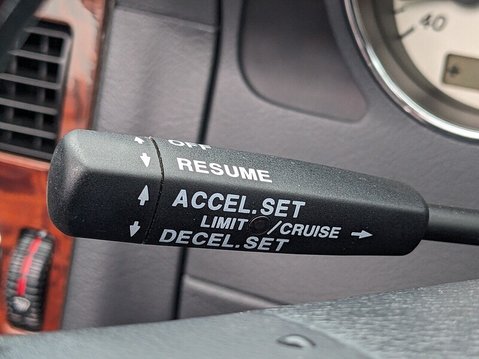 40
OFF
RESUME
ACCEL.SET
LIMIT /CRUISE
DECEL.SET